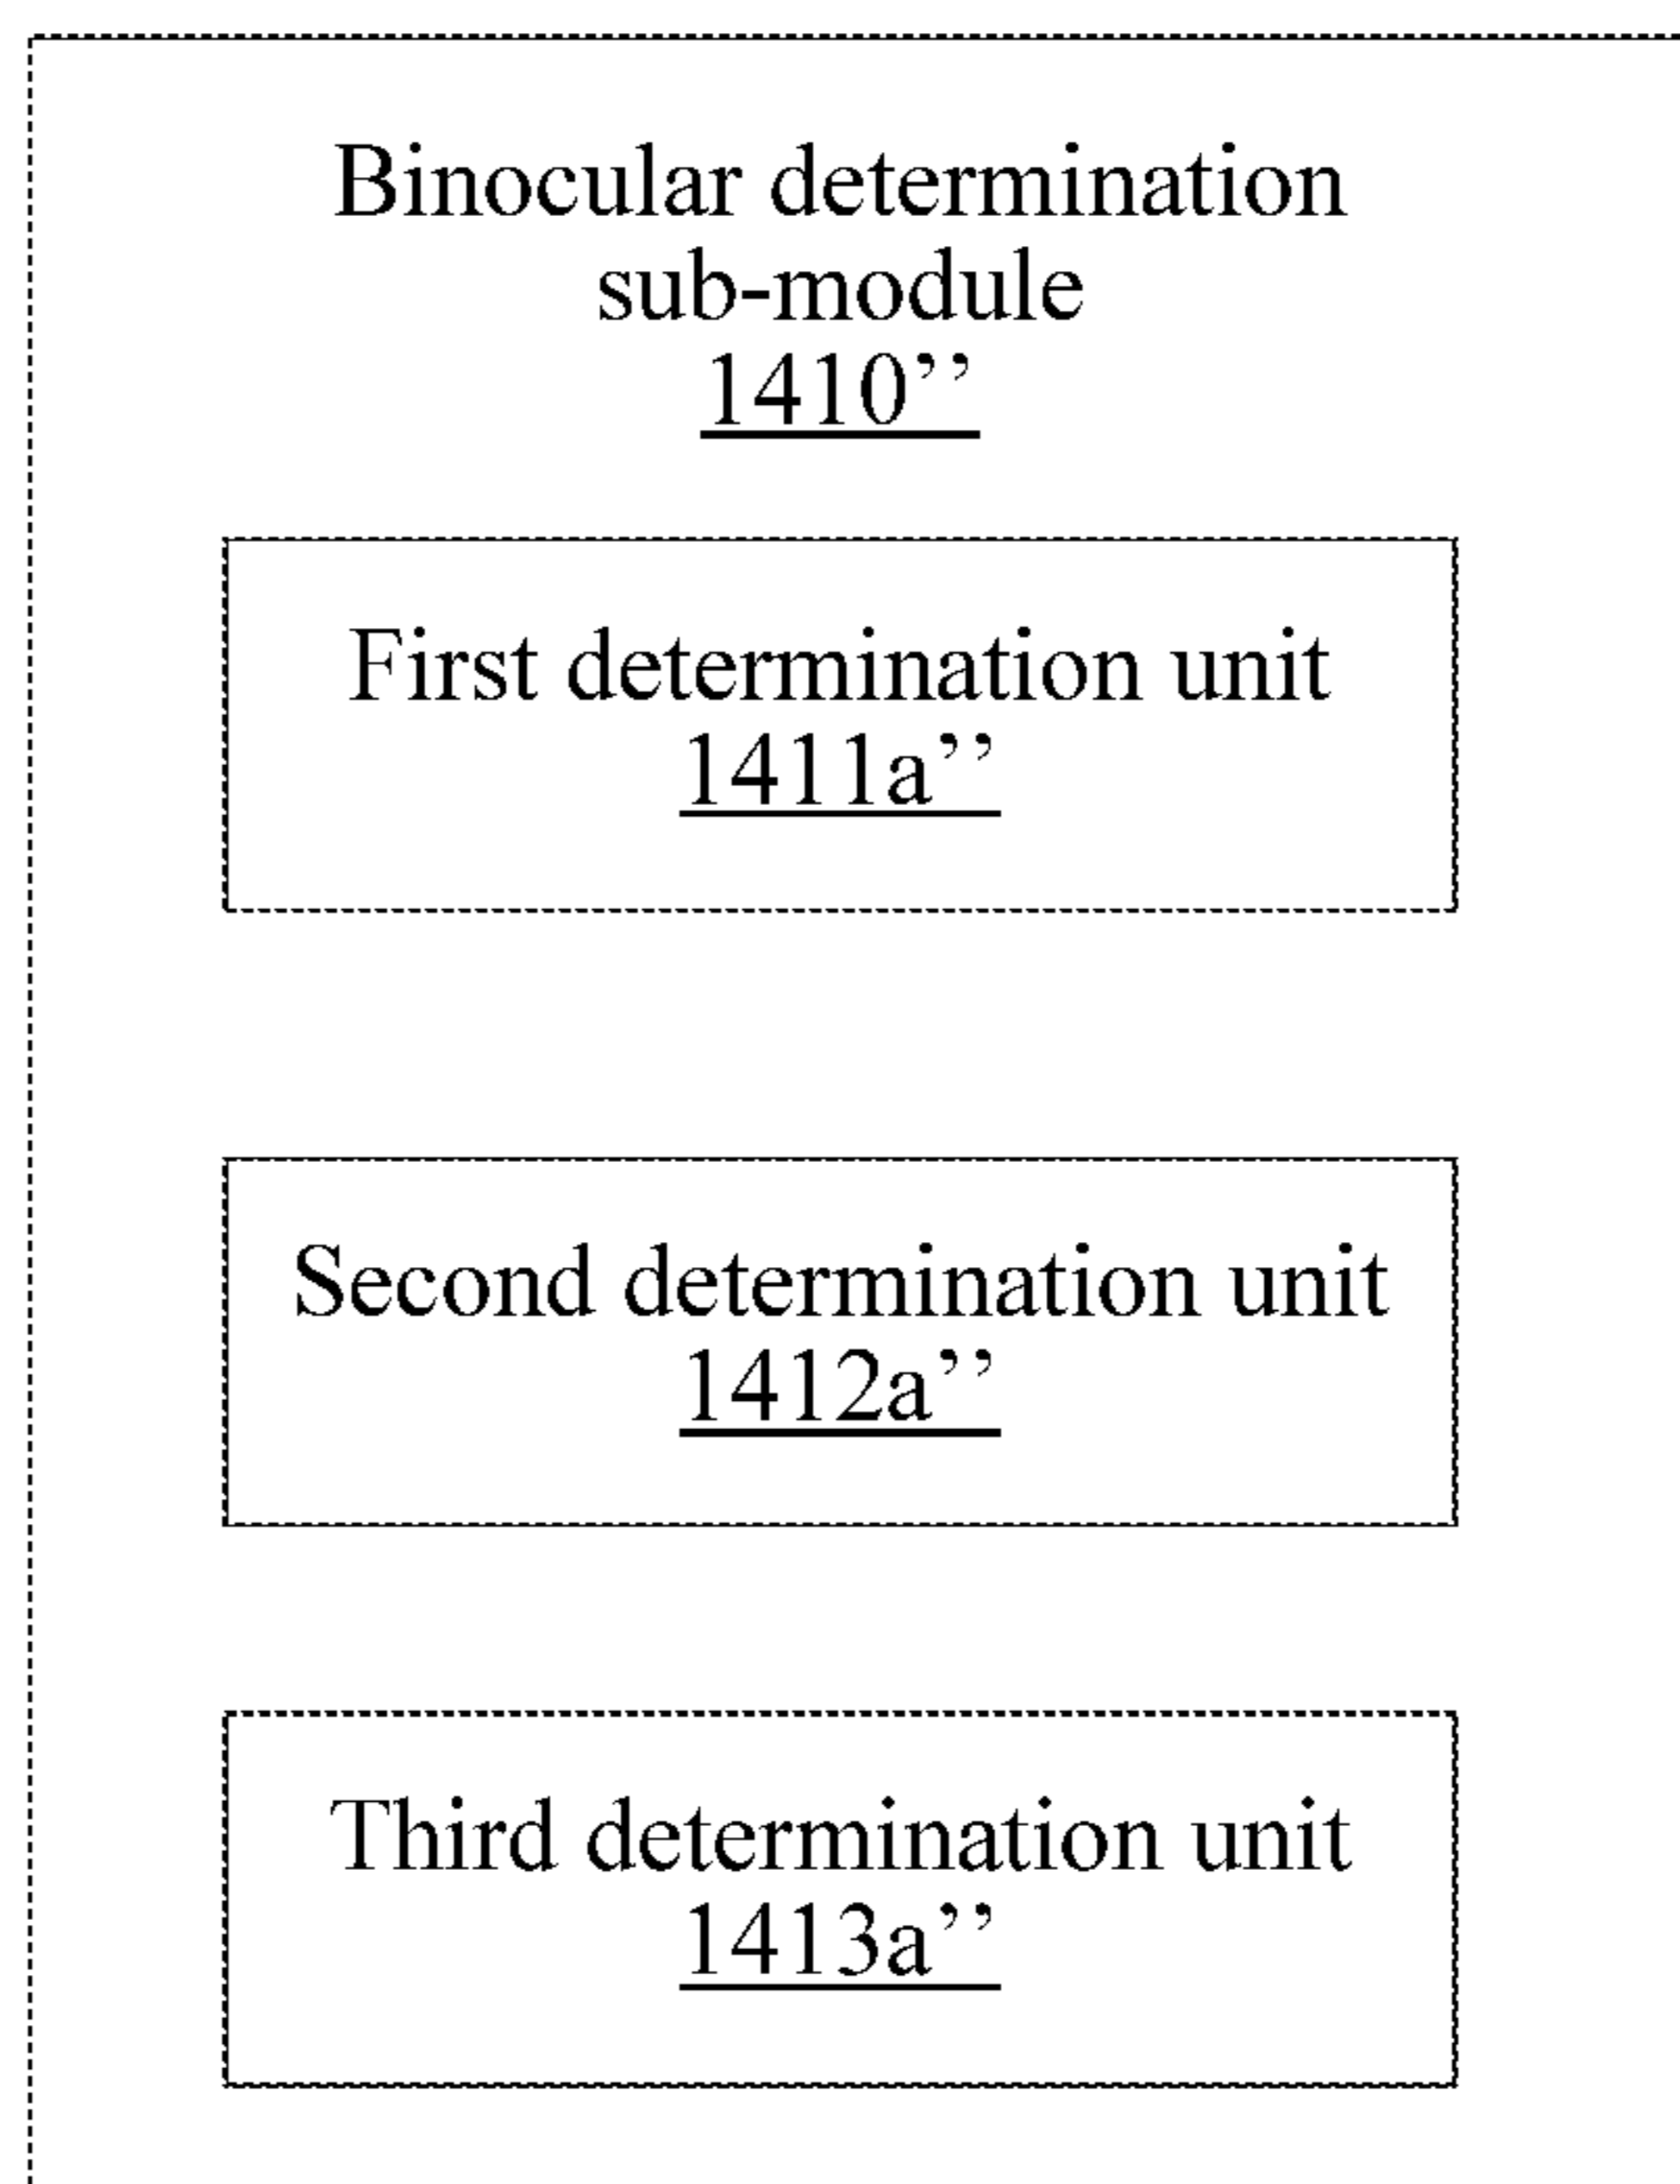 Binocular determination
sub-module
1410’’
First determination unit
1411a’’
Second determination unit
1412a’’
Third determination unit
1413a’’